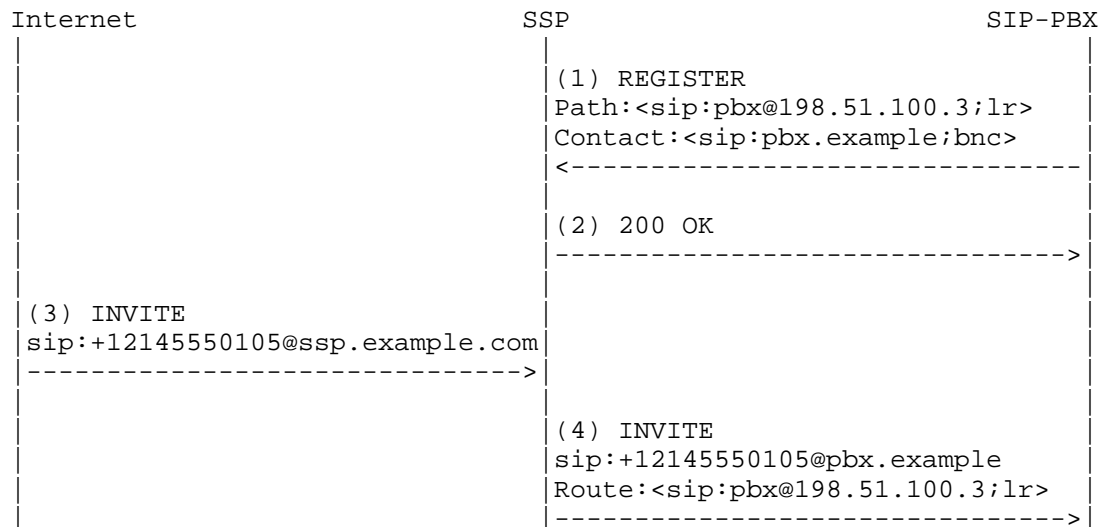 Internet SSP SIP-PBX
(1) REGISTER
Path:<sip:pbx@198.51.100.3;lr>
Contact:<sip:pbx.example;bnc>
(2) 200 OK
(3) INVITE
sip:+12145550105@ssp.example.com
(4) INVITE
sip:+12145550105@pbx.example
Route:<sip:pbx@198.51.100.3;lr>